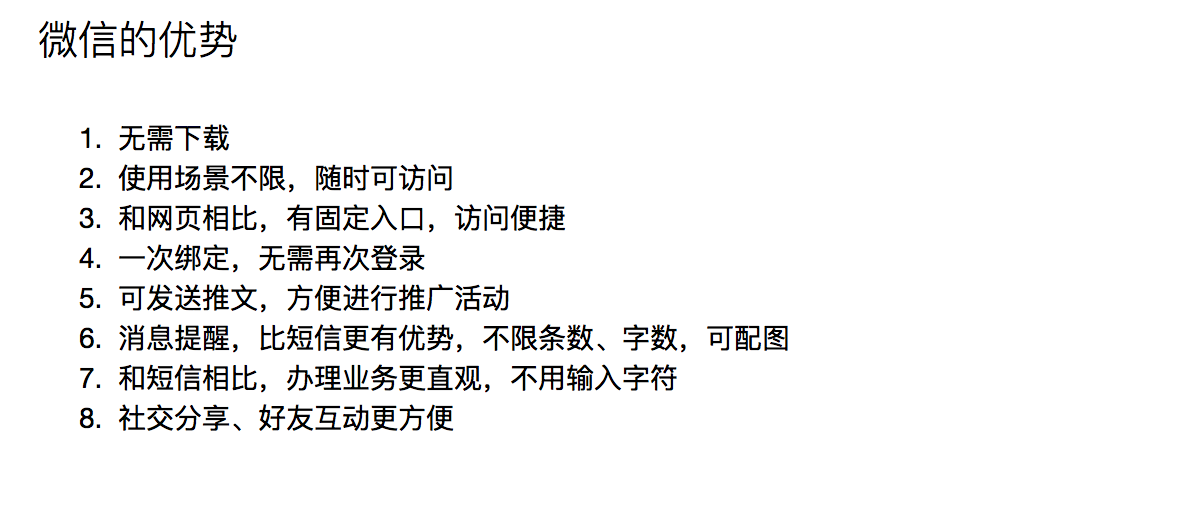 微信的优势
1. 无需下载
2. 使用场景不限，随时可访问
3. 和网页相比，有固定入口，访问便捷
4. 一次绑定，无需再次登录
5. 可发送推文，方便进行推广活动
6. 消息提醒，比短信更有优势，不限条数、字数，可配图
7. 和短信相比，办理业务更直观，不用输入字符
8. 社交分享、好友互动更方便